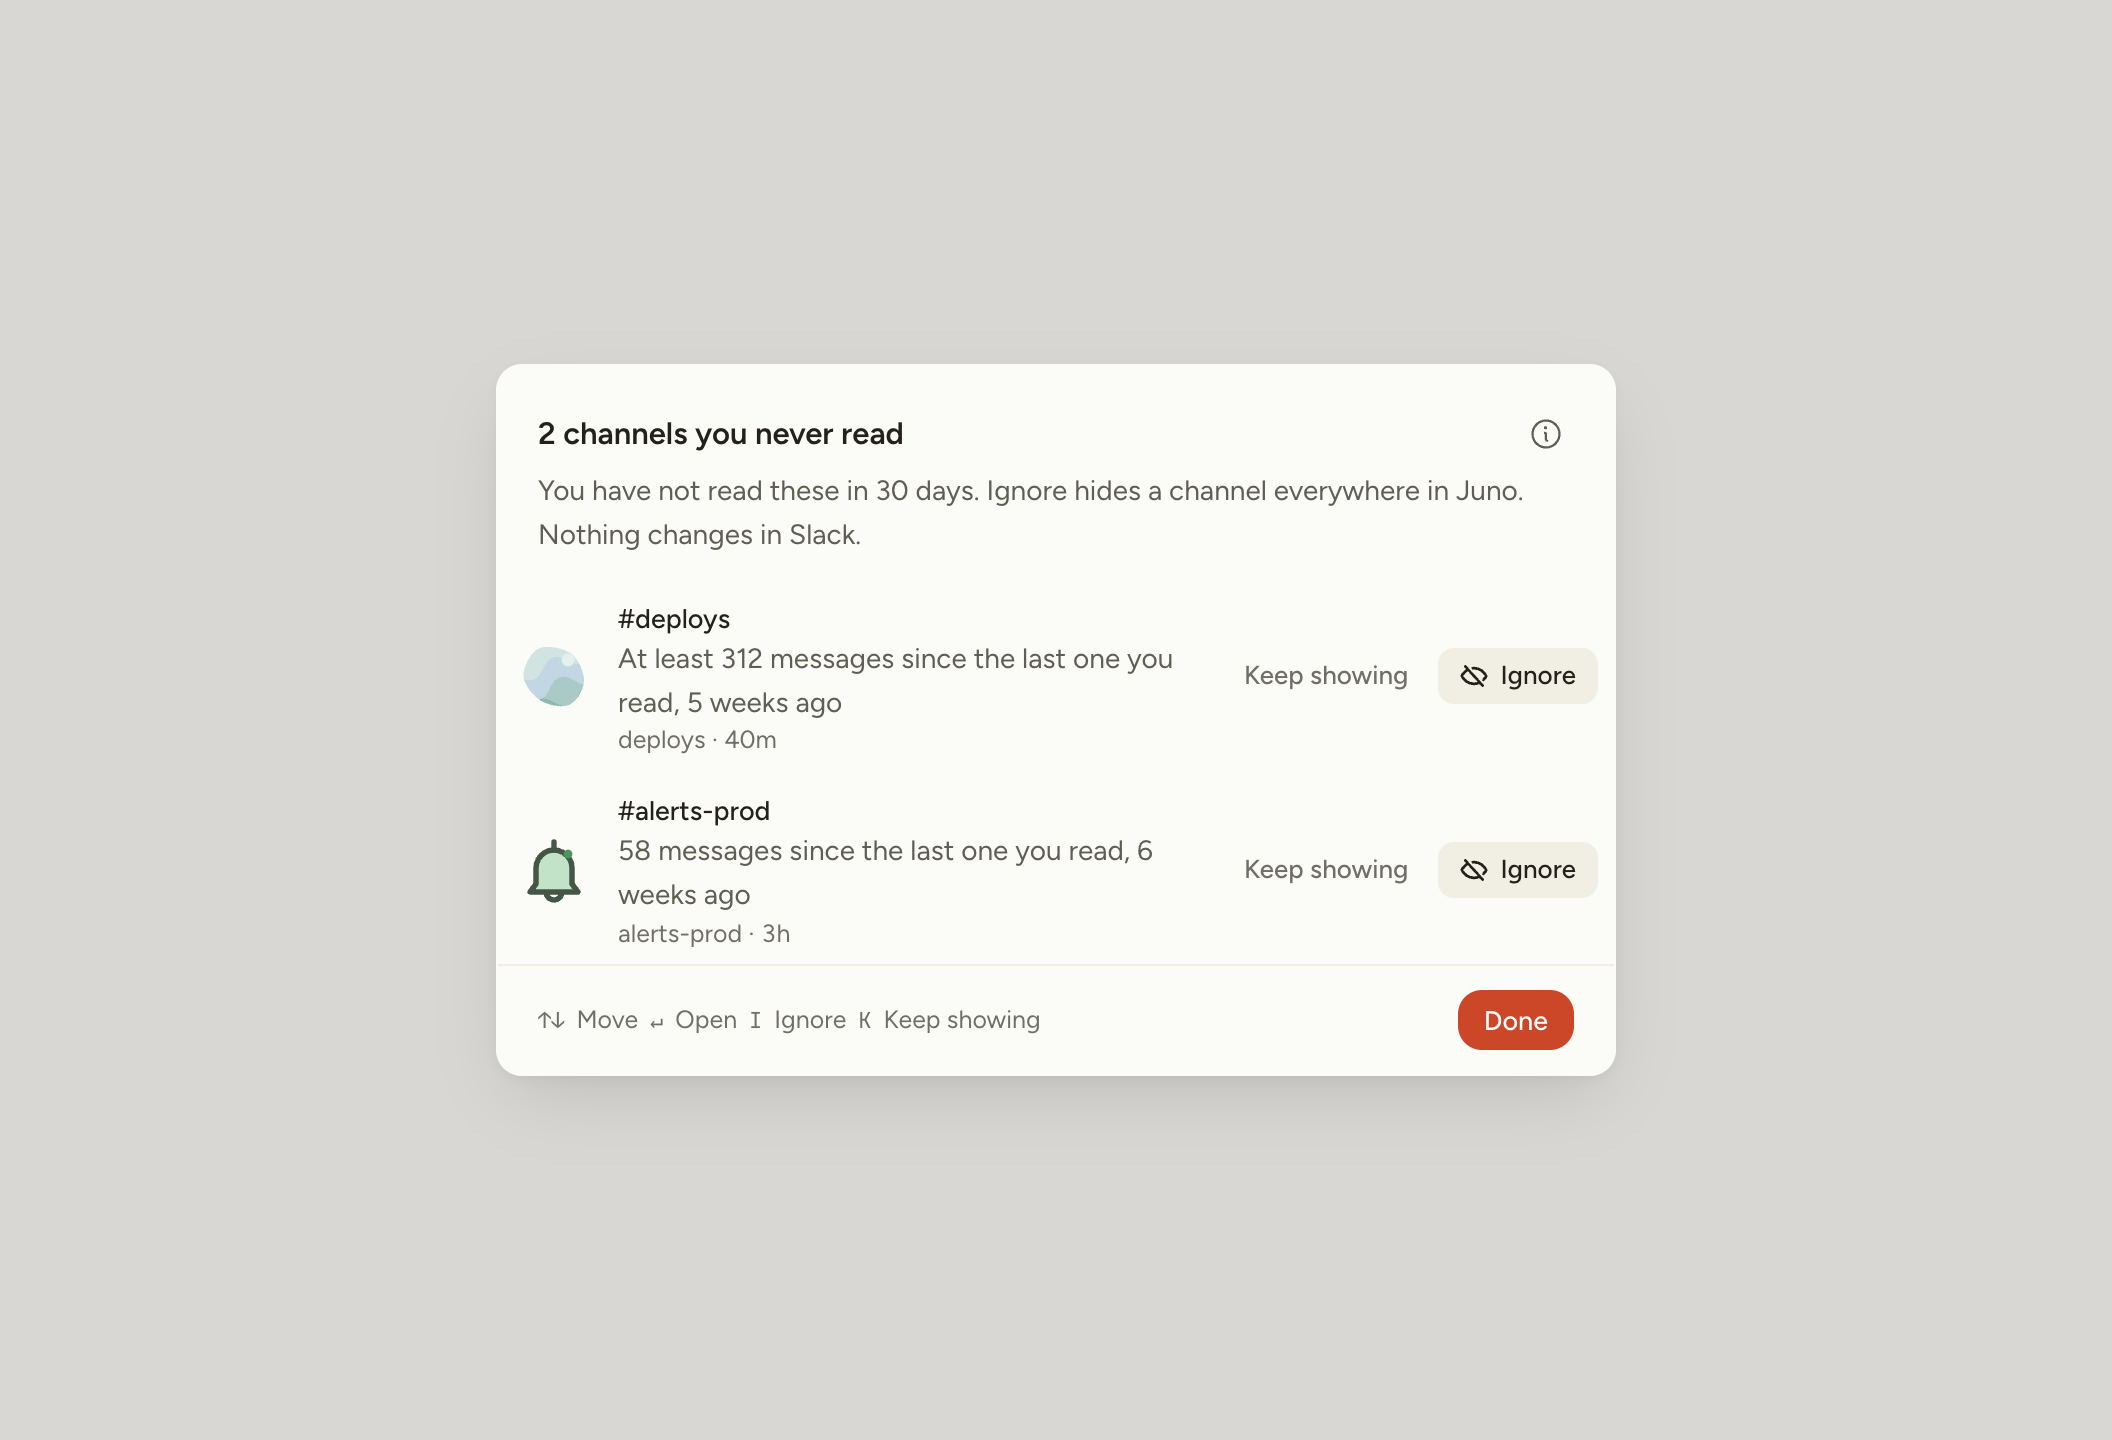 2 channels you never read
You have not read these in 30 days. Ignore hides a channel everywhere in Juno.
Nothing changes in Slack.
#deploys
At least 312 messages since the last one you
read, 5 weeks ago
deploys · 40m
Keep showing
Ignore
#alerts-prod
58 messages since the last one you read, 6
weeks ago
alerts-prod · 3h
Keep showing
Ignore
↑↓ Move ↵ Open I Ignore K Keep showing
Done